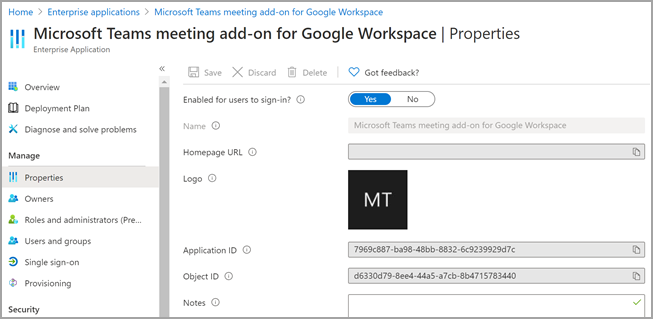 Home > Enterprise applications > Microsoft Teams meeting add-on for Google Workspace
Microsoft Teams meeting add-on for Google Workspace | Properties
Enterprise Application
«
Save Discard Delete Got feedback?
Overview
Deployment Plan
Diagnose and solve problems
Manage
Properties
Owners
Roles and administrators (Pre...
Users and groups
Single sign-on
Provisioning
Security
Enabled for users to sign-in? Yes No
Name Microsoft Teams meeting add-on for Google Workspace
Homepage URL
Logo MT
Application ID 7969c887-ba98-48bb-8832-6c9239929d7c
Object ID d6330d79-8ee4-44a5-a7cb-8b4715783440
Notes